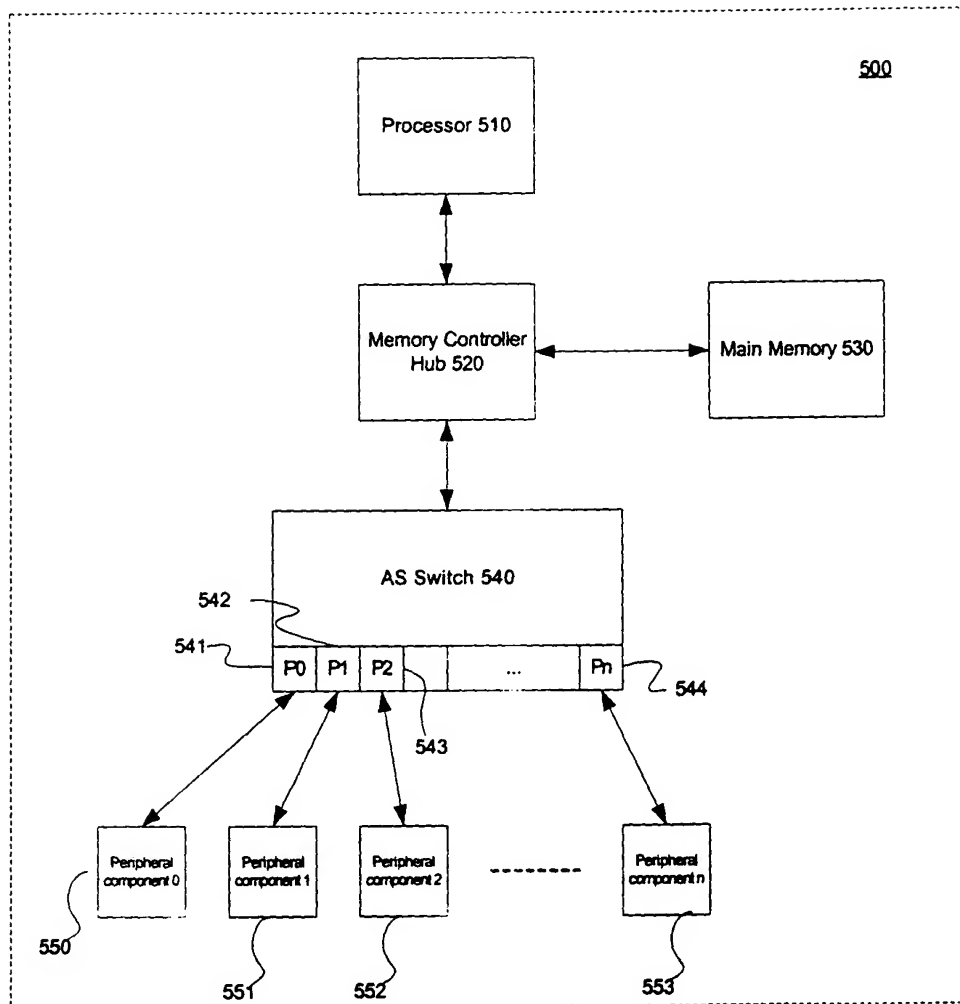 500
Processor 510
Memory Controller
Hub 520
Main Memory 530
AS Switch 540
542
541
P0
P1
P2
...
Pn
544
543
Peripheral
component 0
Peripheral
component 1
Peripheral
component 2
Peripheral
component n
550
551
552
553